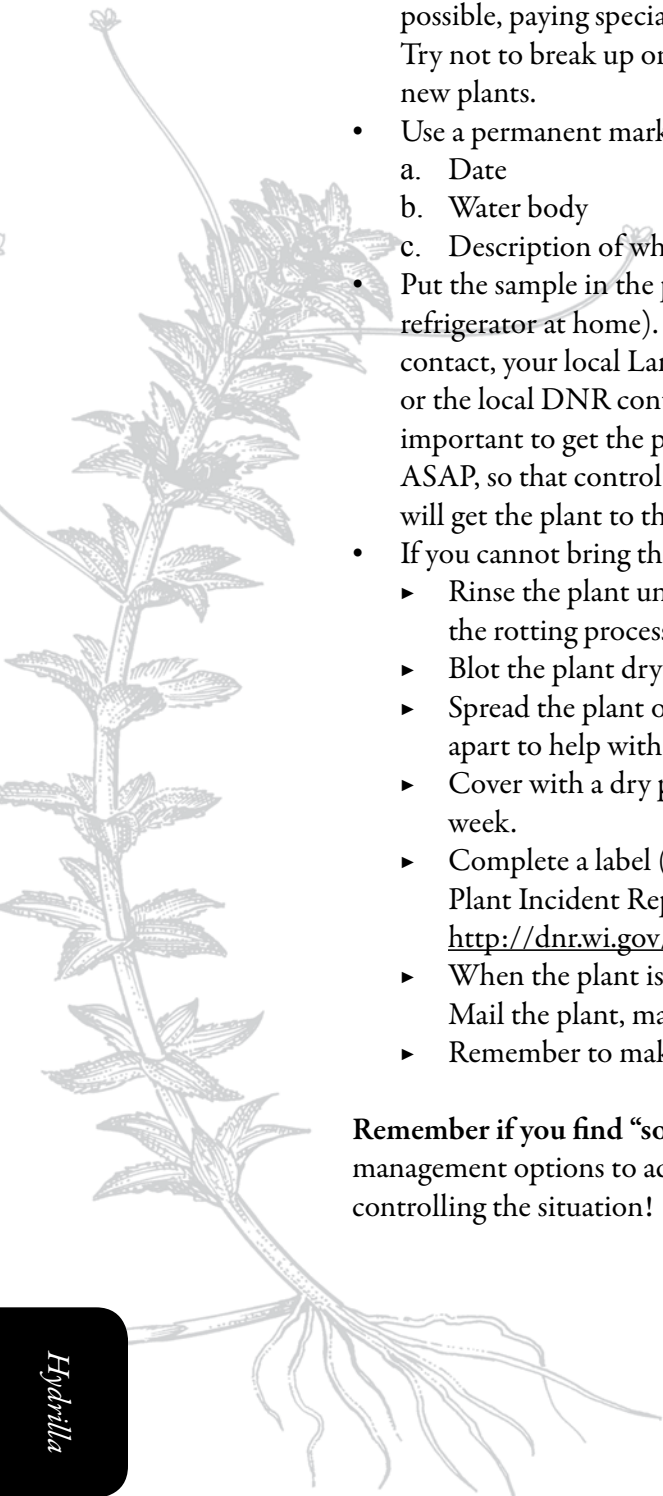 possible, paying specia
Try not to break up or
new plants.
• Use a permanent mark
a. Date
b. Water body
c. Description of wh
• Put the sample in the p
refrigerator at home).
contact, your local Lan
or the local DNR cont
important to get the p
ASAP, so that control
will get the plant to th
• If you cannot bring th
► Rinse the plant un
the rotting process
► Blot the plant dry
► Spread the plant o
apart to help with
► Cover with a dry p
week.
► Complete a label (
Plant Incident Rep
http://dnr.wi.gov/
► When the plant is
Mail the plant, ma
► Remember to mak
Remember if you find “so
management options to ad
controlling the situation!
Hydrilla